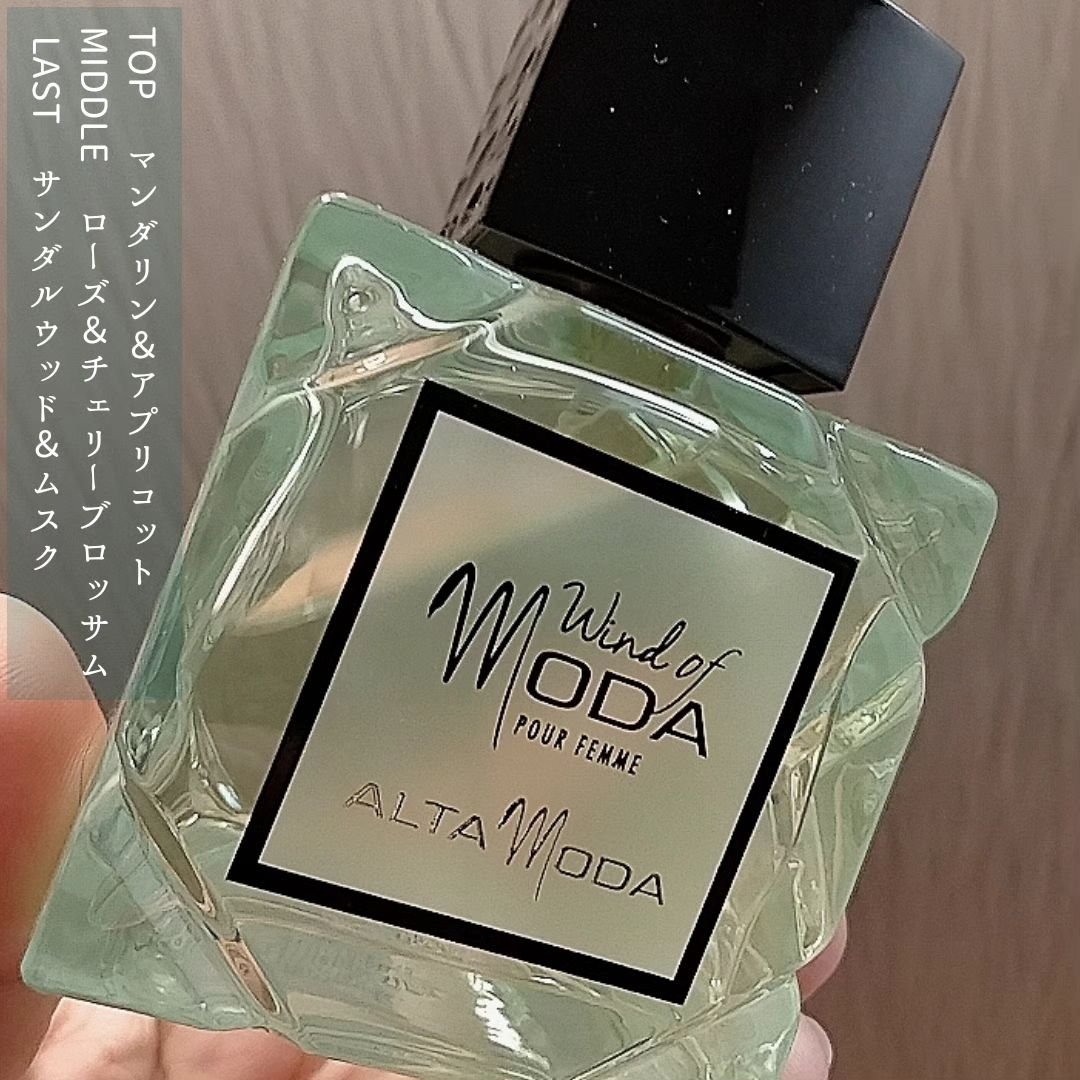 TOP マンダリン&アプリコット
MIDDLE ローズ&チェリーブロッサム
LAST サンダルウッド&ムスク
Wind of
MODA
POUR FEMME
ALTA MODA